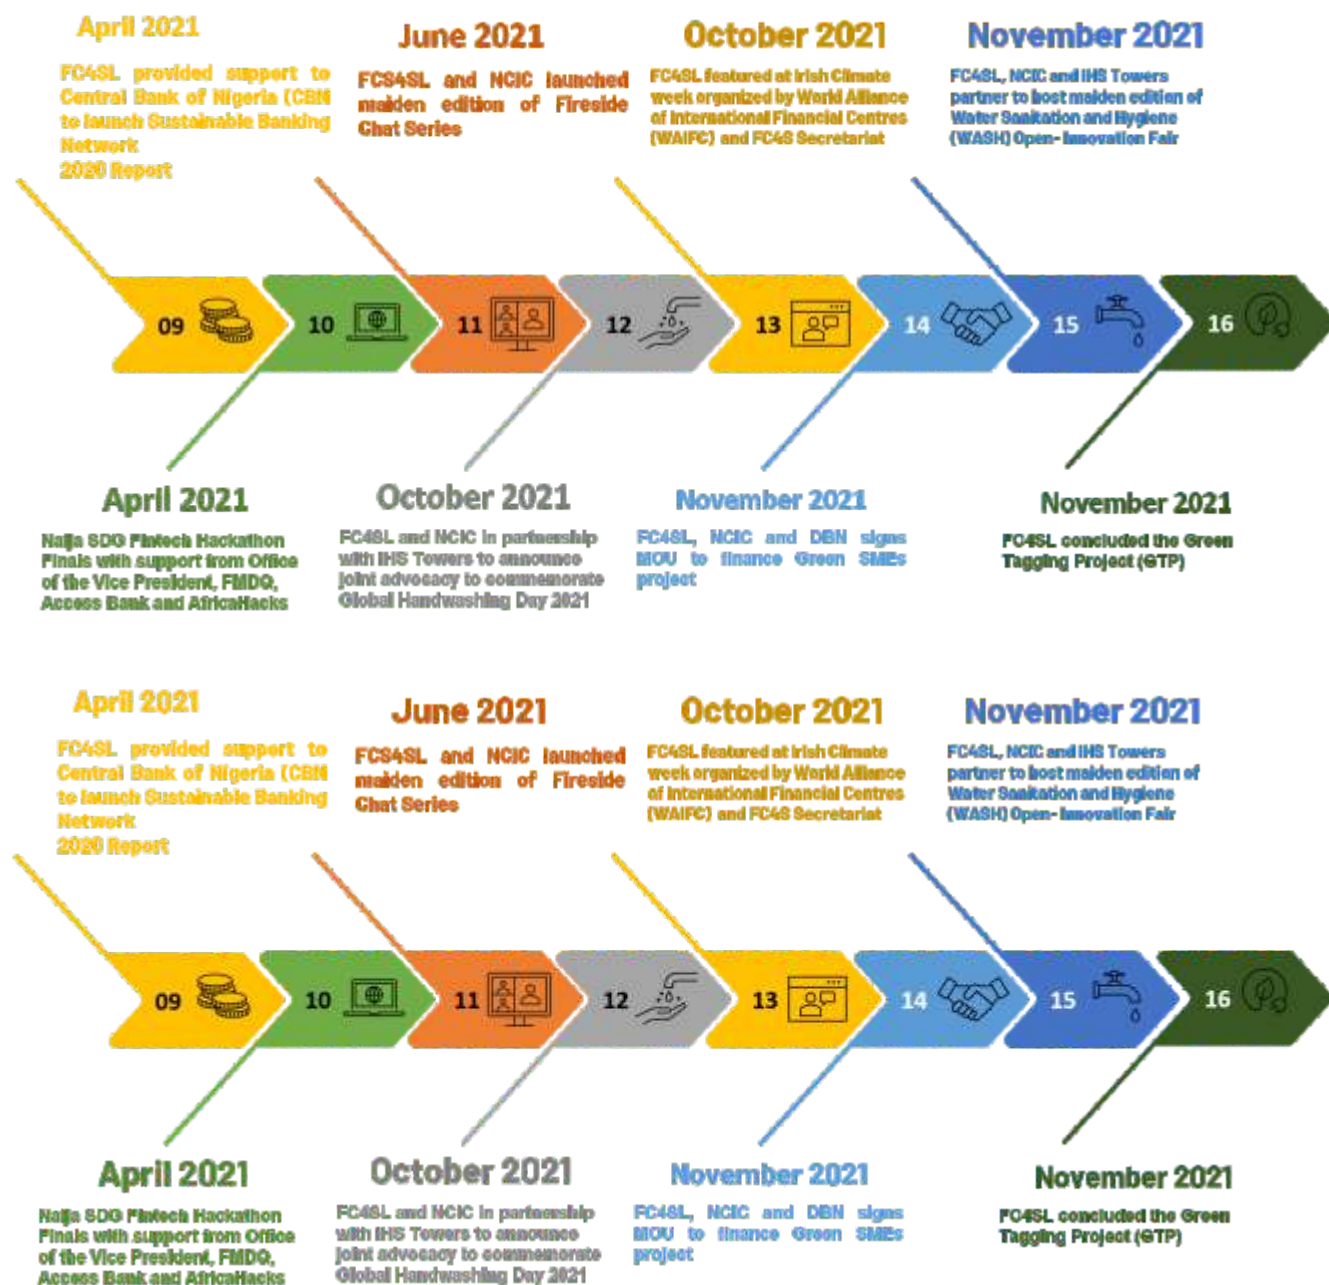 April 2021
FC4SL provided support to
Central Bank of Nigeria (CBN
to launch Sustainable Banking
Network
2020 Report
June 2021
FCS4SL and NCIC launched
maiden edition of Fireside
Chat Series
October 2021
FC4SL featured at Irish Climate
week organized by World Alliance
of International Financial Centres
(WAIFC) and FC4S Secretariat
November 2021
FC4SL, NCIC and IHS Towers
partner to host maiden edition of
Water Sanitation and Hygiene
(WASH) Open- Innovation Fair
09
10
11
12
13
14
15
16
April 2021
Naija SDG Fintech Hackathon
Finals with support from Office
of the Vice President, FMDQ,
Access Bank and AfricaHacks
October 2021
FC4SL and NCIC in partnership
with IHS Towers to announce
joint advocacy to commemorate
Global Handwashing Day 2021
November 2021
FC4SL, NCIC and DBN signs
MOU to finance Green SMEs
project
November 2021
FC4SL concluded the Green
Tagging Project (GTP)
April 2021
FC4SL provided support to
Central Bank of Nigeria (CBN
to launch Sustainable Banking
Network
2020 Report
June 2021
FCS4SL and NCIC launched
maiden edition of Fireside
Chat Series
October 2021
FC4SL featured at Irish Climate
week organized by World Alliance
of International Financial Centres
(WAIFC) and FC4S Secretariat
November 2021
FC4SL, NCIC and IHS Towers
partner to host maiden edition of
Water Sanitation and Hygiene
(WASH) Open- Innovation Fair
09
10
11
12
13
14
15
16
April 2021
Naija SDG Fintech Hackathon
Finals with support from Office
of the Vice President, FMDQ,
Access Bank and AfricaHacks
October 2021
FC4SL and NCIC in partnership
with IHS Towers to announce
joint advocacy to commemorate
Global Handwashing Day 2021
November 2021
FC4SL, NCIC and DBN signs
MOU to finance Green SMEs
project
November 2021
FC4SL concluded the Green
Tagging Project (GTP)